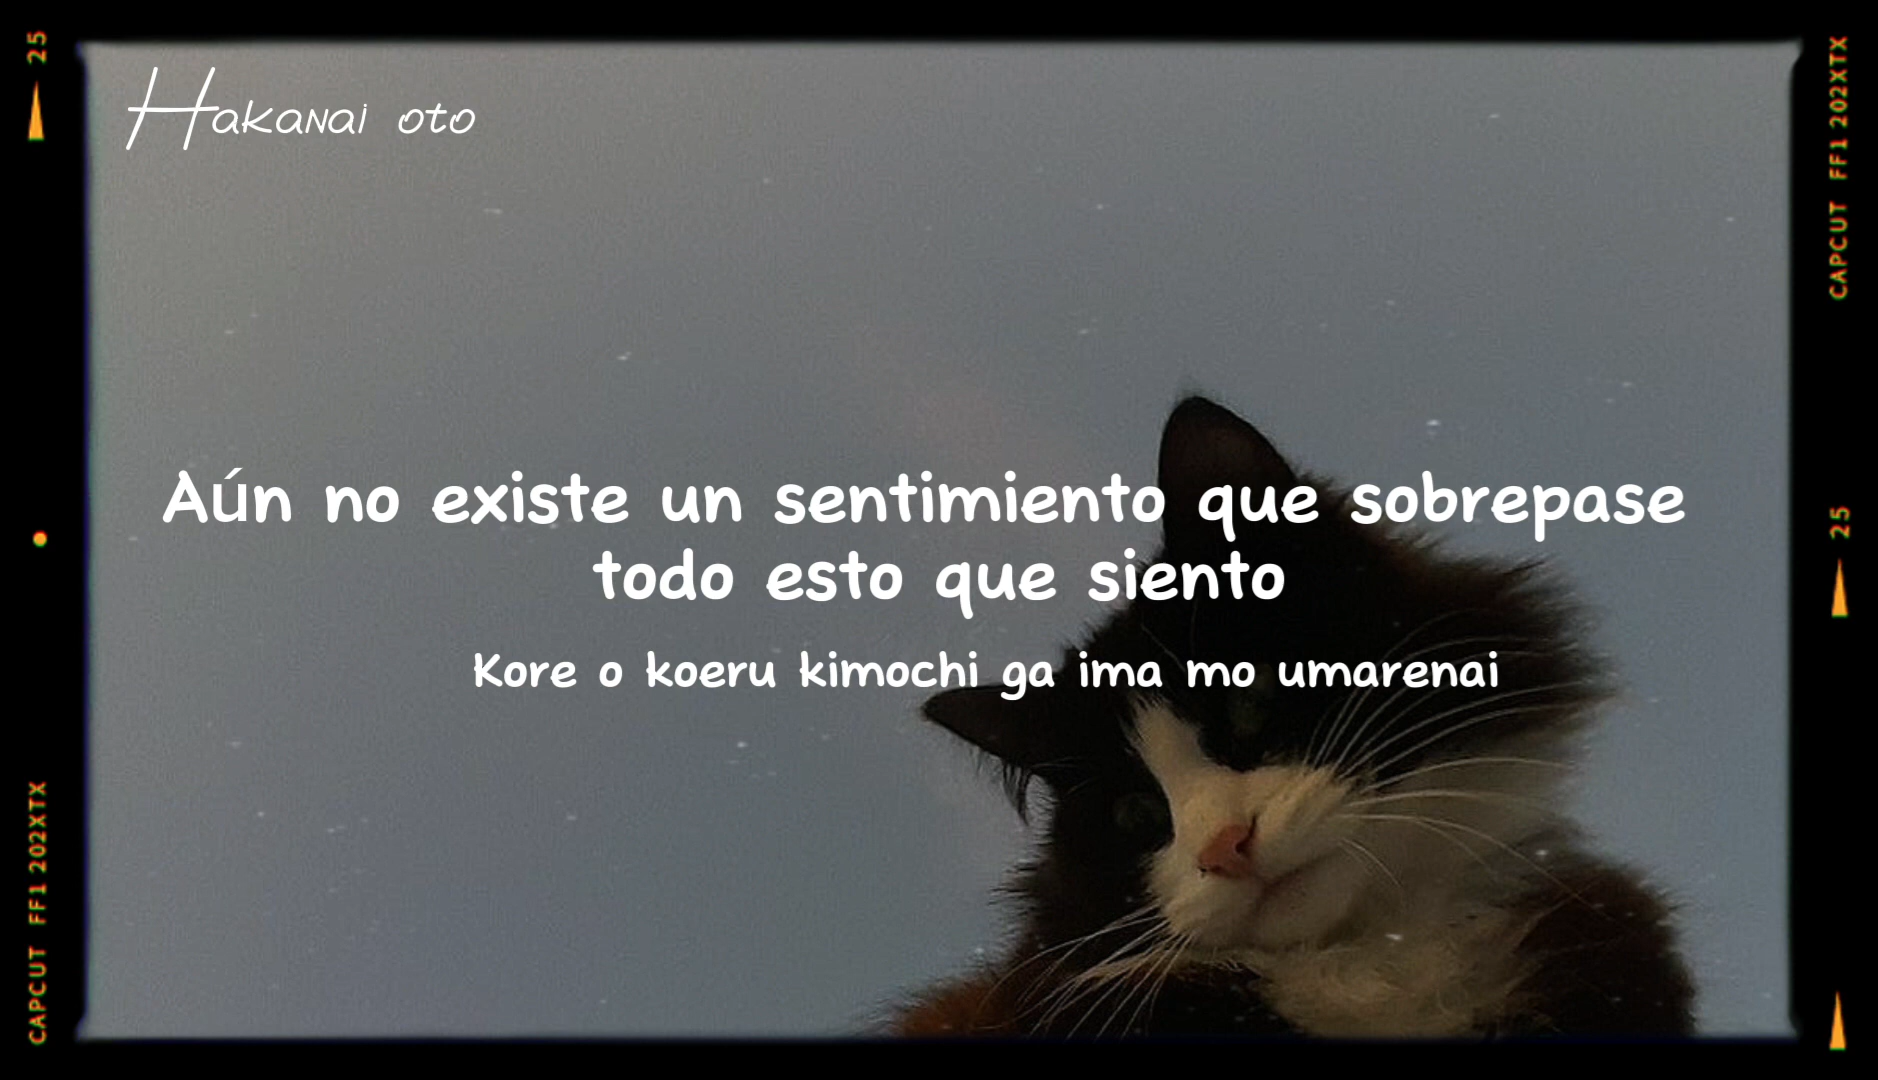 25
CAPCUT FF1 202XTX
Hakanai oto
Aún no existe un sentimiento que sobrepase
todo esto que siento
Kore o koeru kimochi ga ima mo umarenai
CAPCUT FF1 202XTX
25